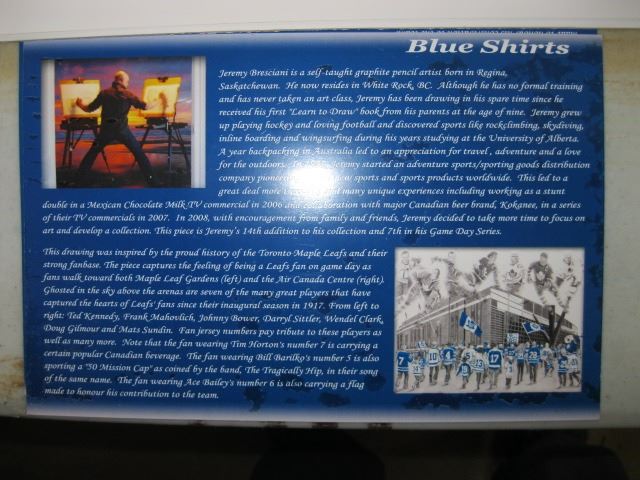 Blue Shirts
Jeremy Bresciani is a self-taught graphite pencil artist born in Regina,
Saskatchewan. He now resides in White Rock, BC. Although he has no formal training
and has never taken an art class, Jeremy has been drawing in his spare time since he
received his first "Learn to Draw" book from his parents at the age of nine. Jeremy grew
up playing hockey and loving football and discovered sports like rockclimbing, skydiving,
inline boarding and wingsurfing during his years studying at the University of Alberta.
A year backpacking in Australia led to an appreciation for travel, adventure and a love
for the outdoors. In Jeremy started an adventure sports/sporting goods distribution
company sports and sports products worldwide. This led to a
great deal more and many unique experiences including working as a stunt
double in a Mexican Chocolate Milk TV commercial in 2006 and collaboration with major Canadian beer brand, Kokanee, in a series
of their TV commercials in 2007. In 2008, with encouragement from family and friends, Jeremy decided to take more time to focus on
art and develop a collection. This piece is Jeremy's 14th addition to his collection and 7th in his Game Day Series.
This drawing was inspired by the proud history of the Toronto Maple Leafs and their
strong fanbase. The piece captures the feeling of being a Leafs fan on game day as
fans walk toward both Maple Leaf Gardens (left) and the Air Canada Centre (right).
Ghosted in the sky above the arenas are seven of the many great players that have
captured the hearts of Leafs' fans since their inaugural season in 1917. From left to
right: Ted Kennedy, Frank Mahovlich, Johnny Bower, Darryl Sittler, Wendel Clark,
Doug Gilmour and Mats Sundin. Fan jersey numbers pay tribute to these players as
well as many more. Note that the fan wearing Tim Horton's number 7 is carrying a
certain popular Canadian beverage. The fan wearing Bill Barilko's number 5 is also
sporting a "50 Mission Cap" as coined by the band, The Tragically Hip, in their song
of the same name. The fan wearing Ace Bailey's number 6 is also carrying a flag
made to honour his contribution to the team.
7 10 4 17